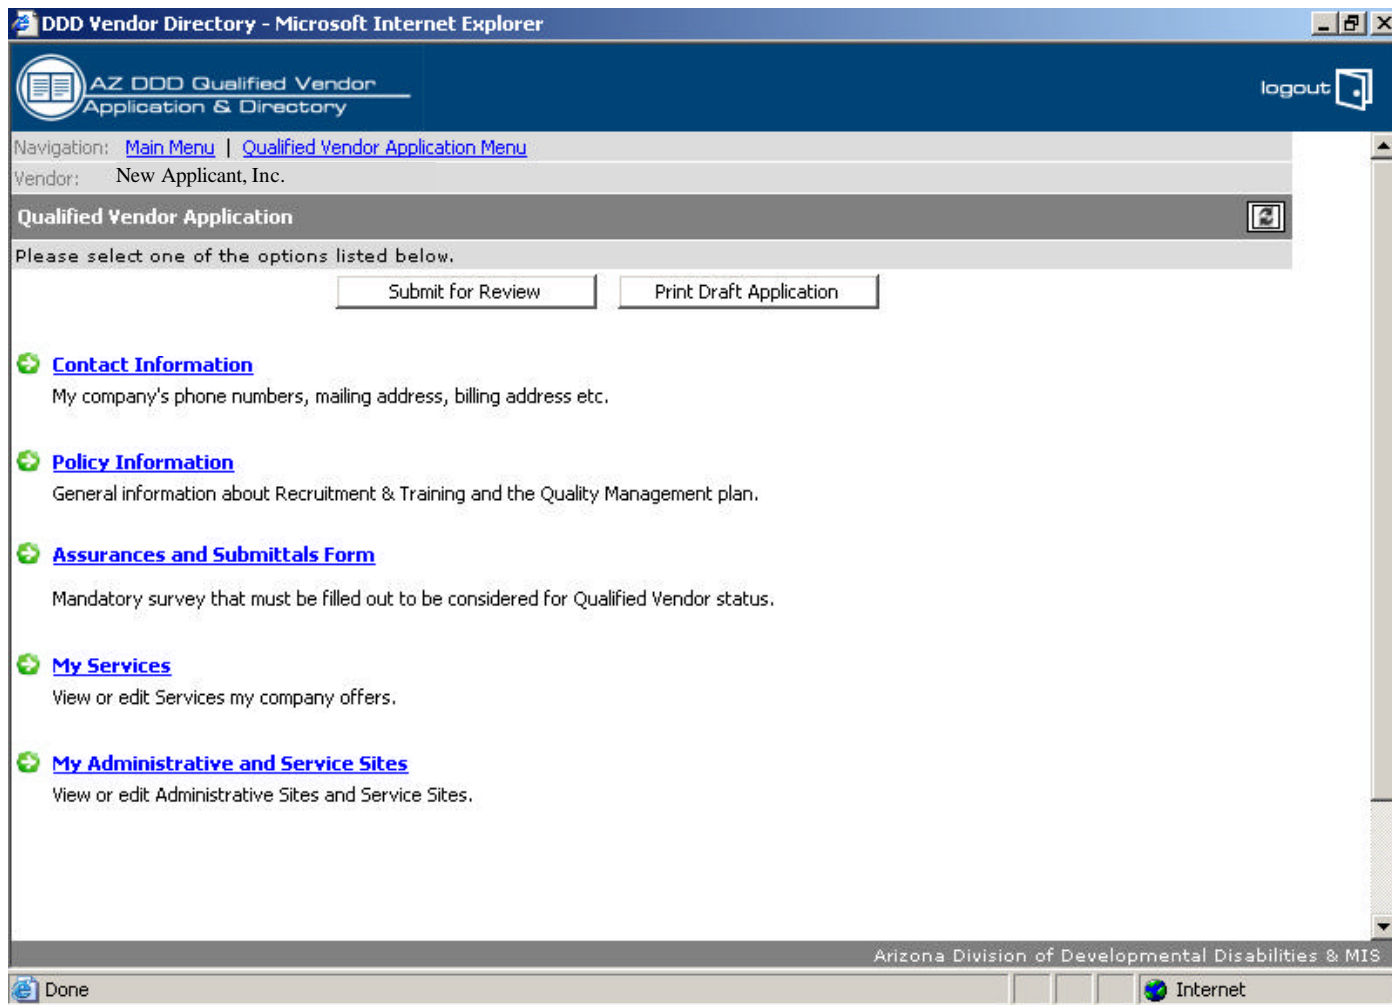 DDD Vendor Directory - Microsoft Internet Explorer
AZ DDD Qualified Vendor
Application & Directory
logout
Navigation: Main Menu | Qualified Vendor Application Menu
Vendor: New Applicant, Inc.
Qualified Vendor Application
Please select one of the options listed below.
Submit for Review Print Draft Application
Contact Information
My company's phone numbers, mailing address, billing address etc.
Policy Information
General information about Recruitment & Training and the Quality Management plan.
Assurances and Submittals Form
Mandatory survey that must be filled out to be considered for Qualified Vendor status.
My Services
View or edit Services my company offers.
My Administrative and Service Sites
View or edit Administrative Sites and Service Sites.
Arizona Division of Developmental Disabilities & MIS
Done Internet